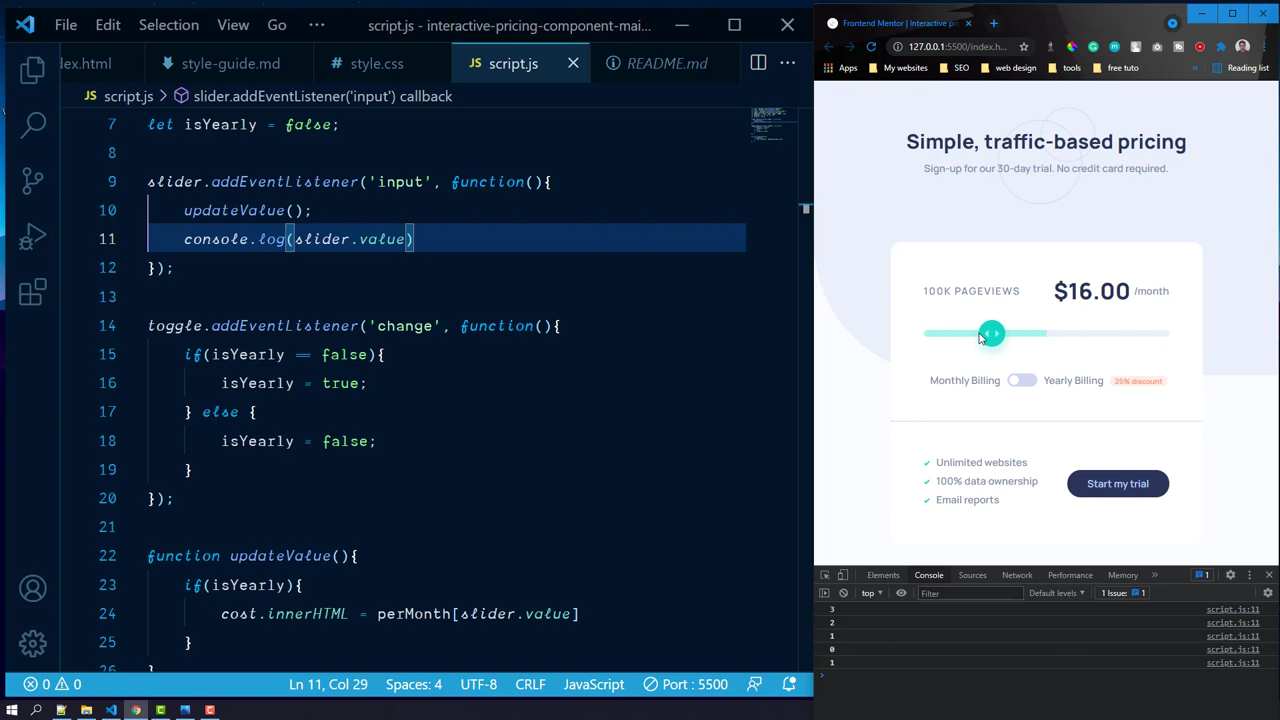 File Edit Selection View Go ··· script.js - interactive-pricing-component-mai...
dex.html style-guide.md style.css JS script.js README.md
JS script.js > slider.addEventListener('input') callback
7 let isYearly = false;
8
9 slider.addEventListener('input', function(){
10 updateValue();
11 console.log(slider.value)
12 });
13
14 toggle.addEventListener('change', function(){
15 if(isYearly == false){
16 isYearly = true;
17 } else {
18 isYearly = false;
19 }
20 });
21
22 function updateValue(){
23 if(isYearly){
24 cost.innerHTML = perMonth[slider.value]
25 }
26 }
0 0 Ln 11, Col 29 Spaces: 4 UTF-8 CRLF JavaScript Port : 5500
Frontend Mentor | Interactive pr
127.0.0.1:5500/index.h...
Apps My websites SEO web design tools free tuto » Reading list
Simple, traffic-based pricing
Sign-up for our 30-day trial. No credit card required.
100K PAGEVIEWS $16.00 /month
Monthly Billing Yearly Billing 25% discount
Unlimited websites
100% data ownership
Email reports
Start my trial
Elements Console Sources Network Performance Memory » 1
top Filter Default levels 1 Issue: 1
3 script.js:11
2 script.js:11
1 script.js:11
0 script.js:11
1 script.js:11